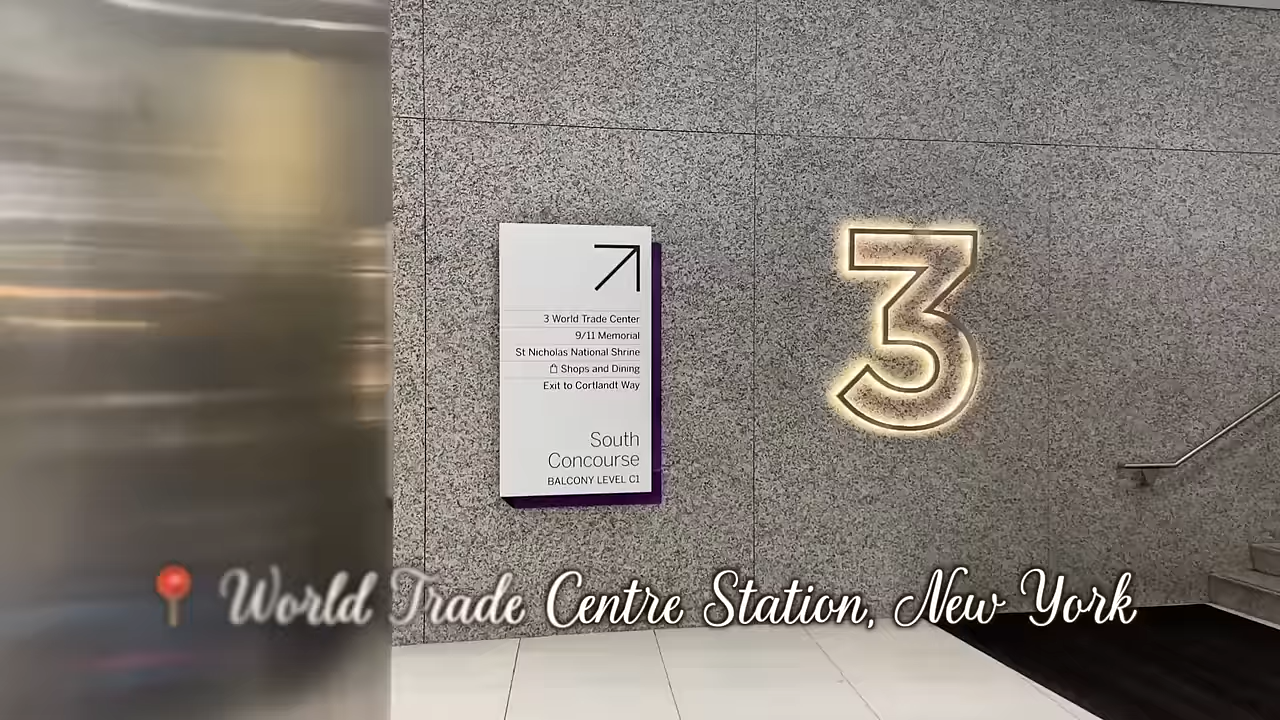 3 World Trade Center
9/11 Memorial
St Nicholas National Shrine
Shops and Dining
Exit to Cortlandt Way
South
Concourse
BALCONY LEVEL C1
3
World Trade Centre Station, New York